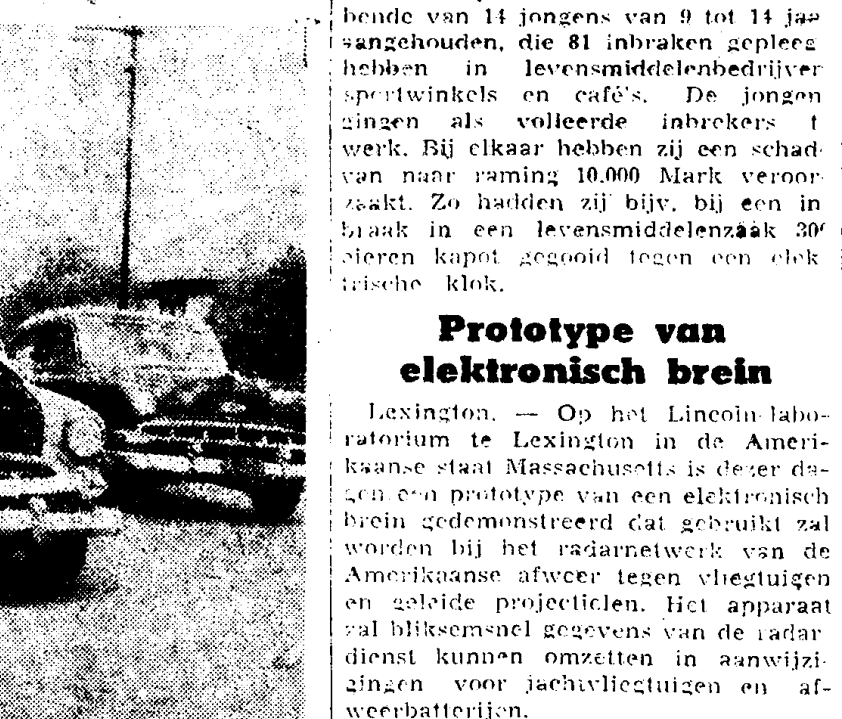 bende van 14 jongens van 9 tot 14 jaa
aangehouden, die 81 inbraken gepleeg
hebben in levensmiddelenbedrijver
sportwinkels en café's. De jongen
gingen als volleerde inbrekers t
werk. Bij elkaar hebben zij een schad-
van naar raming 10.000 Mark veroor-
zaakt. Zo hadden zij bijv. bij een in
braak in een levensmiddelenzaak 300
eieren kapot gegooid tegen een elek
trische klok.
Prototype van
elektronisch brein
Lexington. — Op het Lincoln-labo-
ratorium te Lexington in de Ameri-
kaanse staat Massachusetts is dezer da-
gen een prototype van een elektronisch
brein gedemonstreerd dat gebruikt zal
worden bij het radarnetwerk van de
Amerikaanse afweer tegen vliegtuigen
en geleide projectielen. Het apparaat
zal bliksemsnel gegevens van de radar
dienst kunnen omzetten in aanwijzi-
gingen voor jachtvliegtuigen en af-
weerbatterijen.